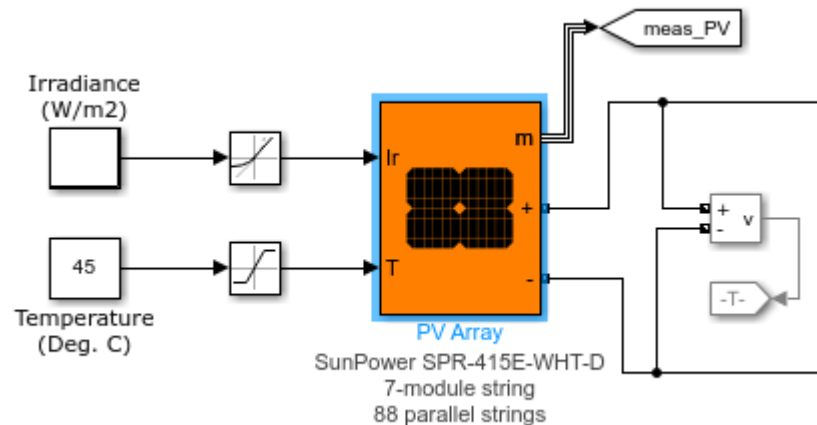 meas_PV
Irradiance
(W/m2)
m
Ir
+
+
-
v
45
T
-
-T-
Temperature
(Deg. C)
PV Array
SunPower SPR-415E-WHT-D
7-module string
88 parallel strings